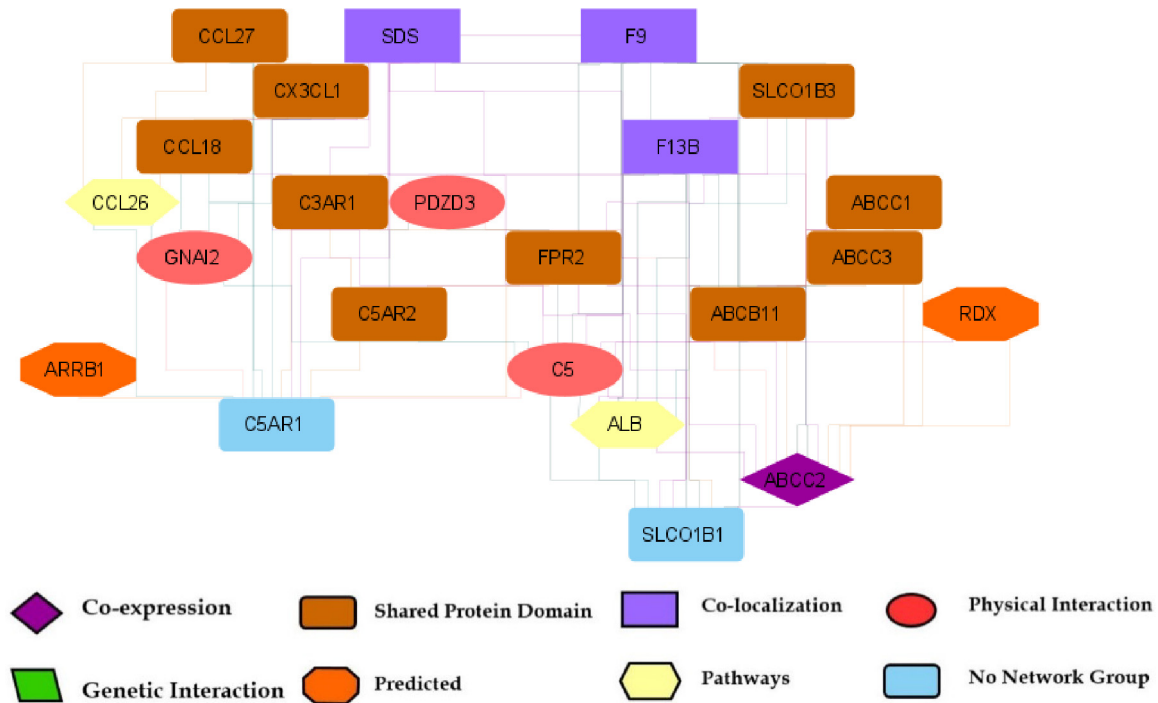 CCL27 SDS F9
CX3CL1 SLCO1B3
CCL18 F13B
CCL26 C3AR1 PDZD3 ABCC1
GNAI2 FPR2 ABCC3
C5AR2 ABCB11 RDX
ARRB1 C5
C5AR1 ALB
ABCC2
SLCO1B1
Co-expression Shared Protein Domain Co-localization Physical Interaction
Genetic Interaction Predicted Pathways No Network Group